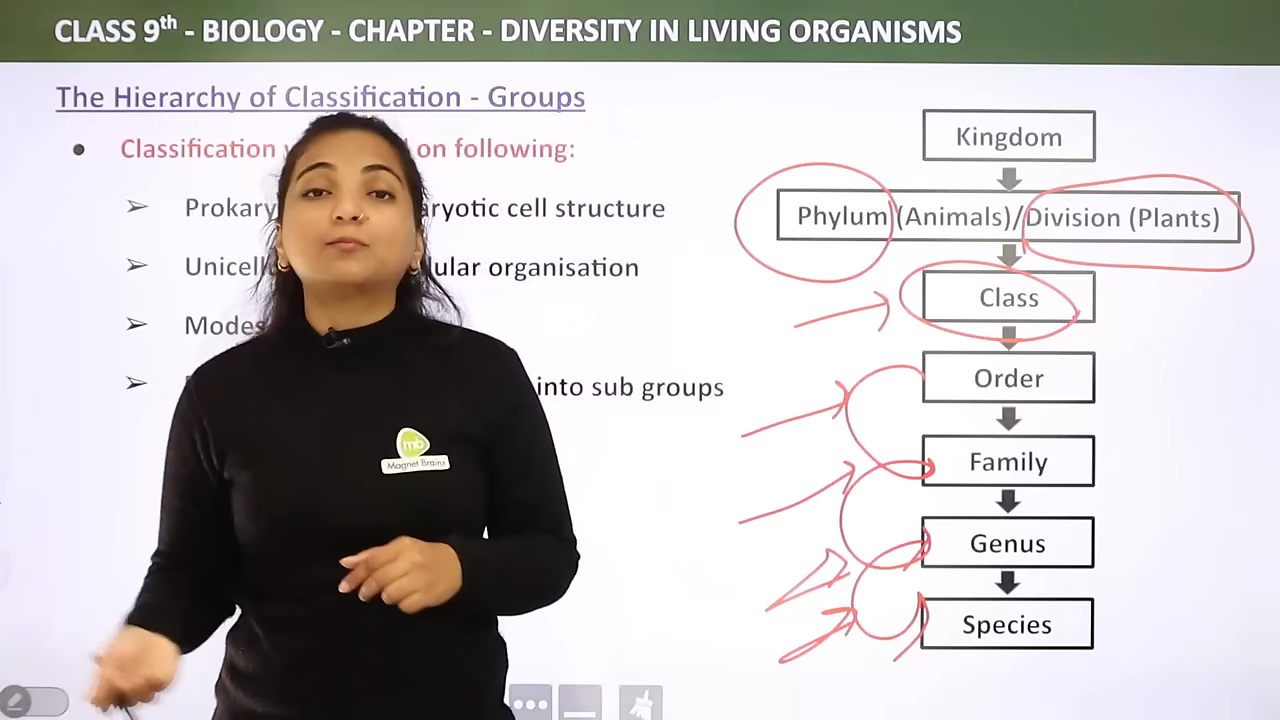 CLASS 9th - BIOLOGY - CHAPTER - DIVERSITY IN LIVING ORGANISMS
The Hierarchy of Classification - Groups
Classification on following:
Prokary aryotic cell structure
Unicell lular organisation
Modes
into sub groups
Kingdom
Phylum (Animals)/Division (Plants)
Class
Order
Family
Genus
Species
mb
Magnet Brains